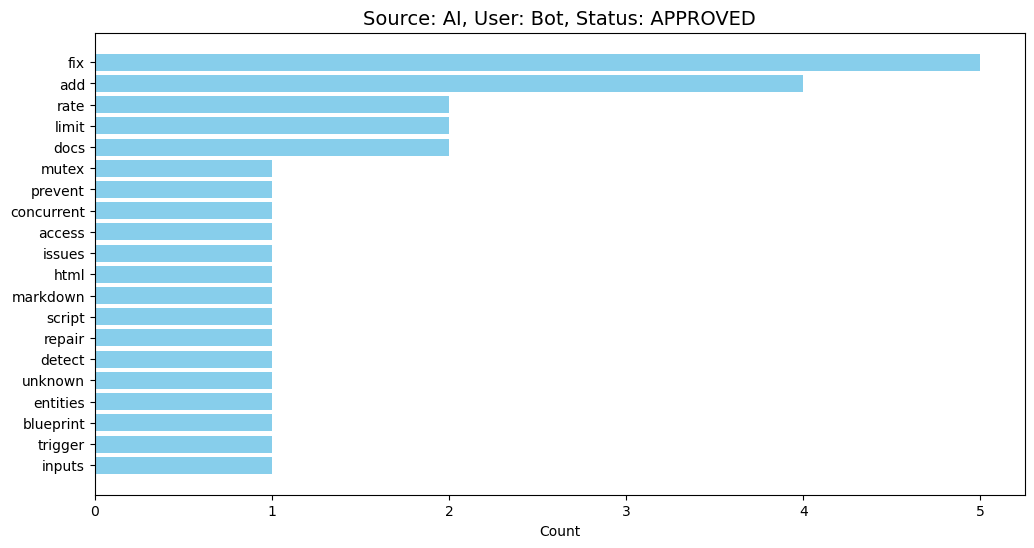 Source: AI, User: Bot, Status: APPROVED
fix
add
rate
limit
docs
mutex
prevent
concurrent
access
issues
html
markdown
script
repair
detect
unknown
entities
blueprint
trigger
inputs
0 1 2 3 4 5
Count